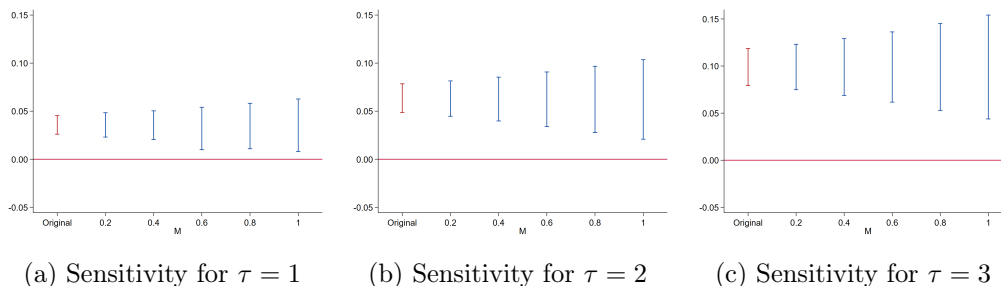 0.15
0.10
0.05
0.00
-0.05
Original 0.2 0.4 0.6 0.8 1
M
(a) Sensitivity for τ = 1
0.15
0.10
0.05
0.00
-0.05
Original 0.2 0.4 0.6 0.8 1
M
(b) Sensitivity for τ = 2
0.15
0.10
0.05
0.00
-0.05
Original 0.2 0.4 0.6 0.8 1
M
(c) Sensitivity for τ = 3